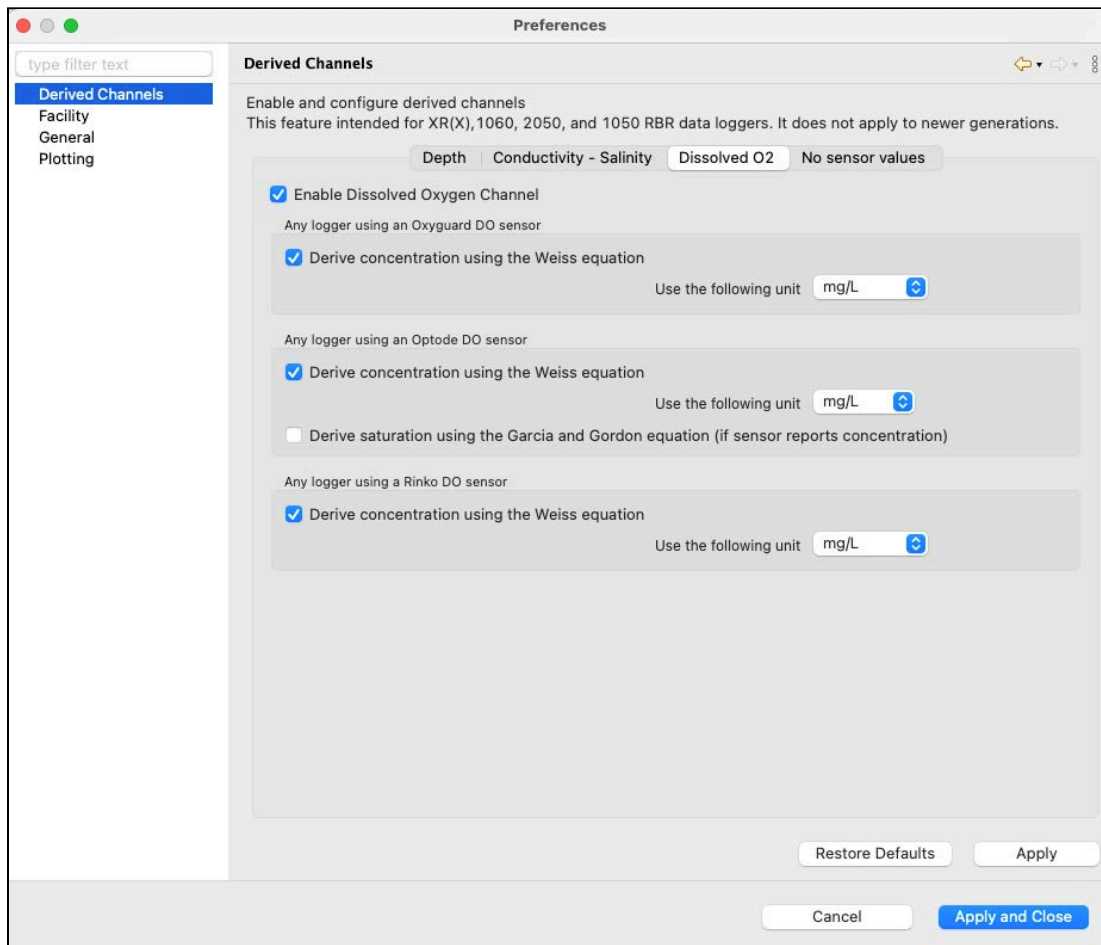 Preferences
type filter text
Derived Channels
Facility
General
Plotting
Derived Channels
Enable and configure derived channels
This feature intended for XR(X),1060, 2050, and 1050 RBR data loggers. It does not apply to newer generations.
Depth Conductivity - Salinity Dissolved O2 No sensor values
Enable Dissolved Oxygen Channel
Any logger using an Oxyguard DO sensor
Derive concentration using the Weiss equation
Use the following unit mg/L
Any logger using an Optode DO sensor
Derive concentration using the Weiss equation
Use the following unit mg/L
Derive saturation using the Garcia and Gordon equation (if sensor reports concentration)
Any logger using a Rinko DO sensor
Derive concentration using the Weiss equation
Use the following unit mg/L
Restore Defaults Apply
Cancel Apply and Close